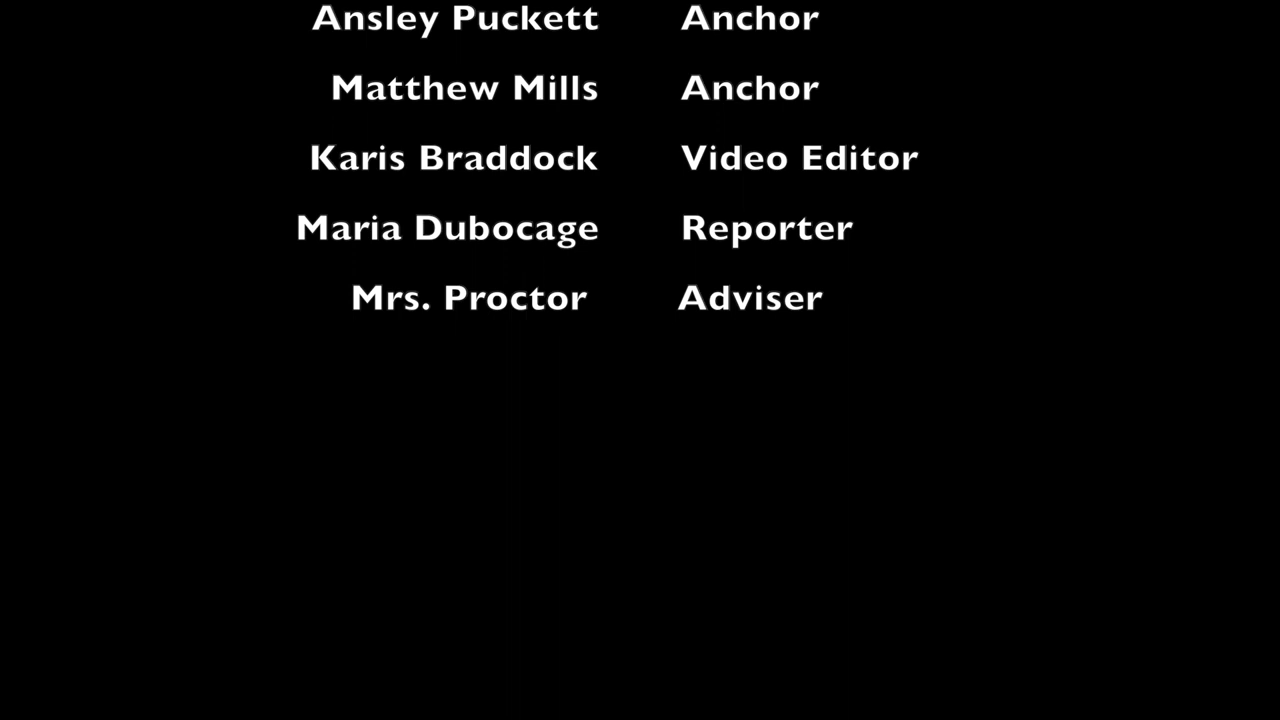 Ansley Puckett Anchor
Matthew Mills Anchor
Karis Braddock Video Editor
Maria Dubocage Reporter
Mrs. Proctor Adviser